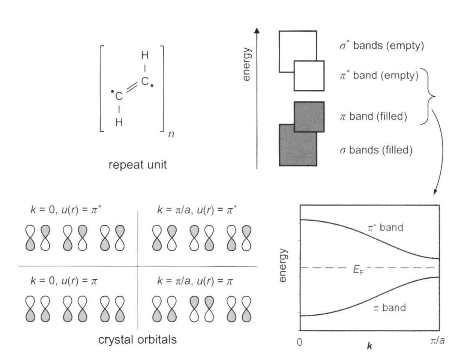 H
C
C
H
n
repeat unit
energy
σ* bands (empty)
π* band (empty)
π band (filled)
σ bands (filled)
k = 0, u(r) = π*
k = π/a, u(r) = π*
k = 0, u(r) = π
k = π/a, u(r) = π
crystal orbitals
energy
π* band
E_F
π band
0
k
π/a